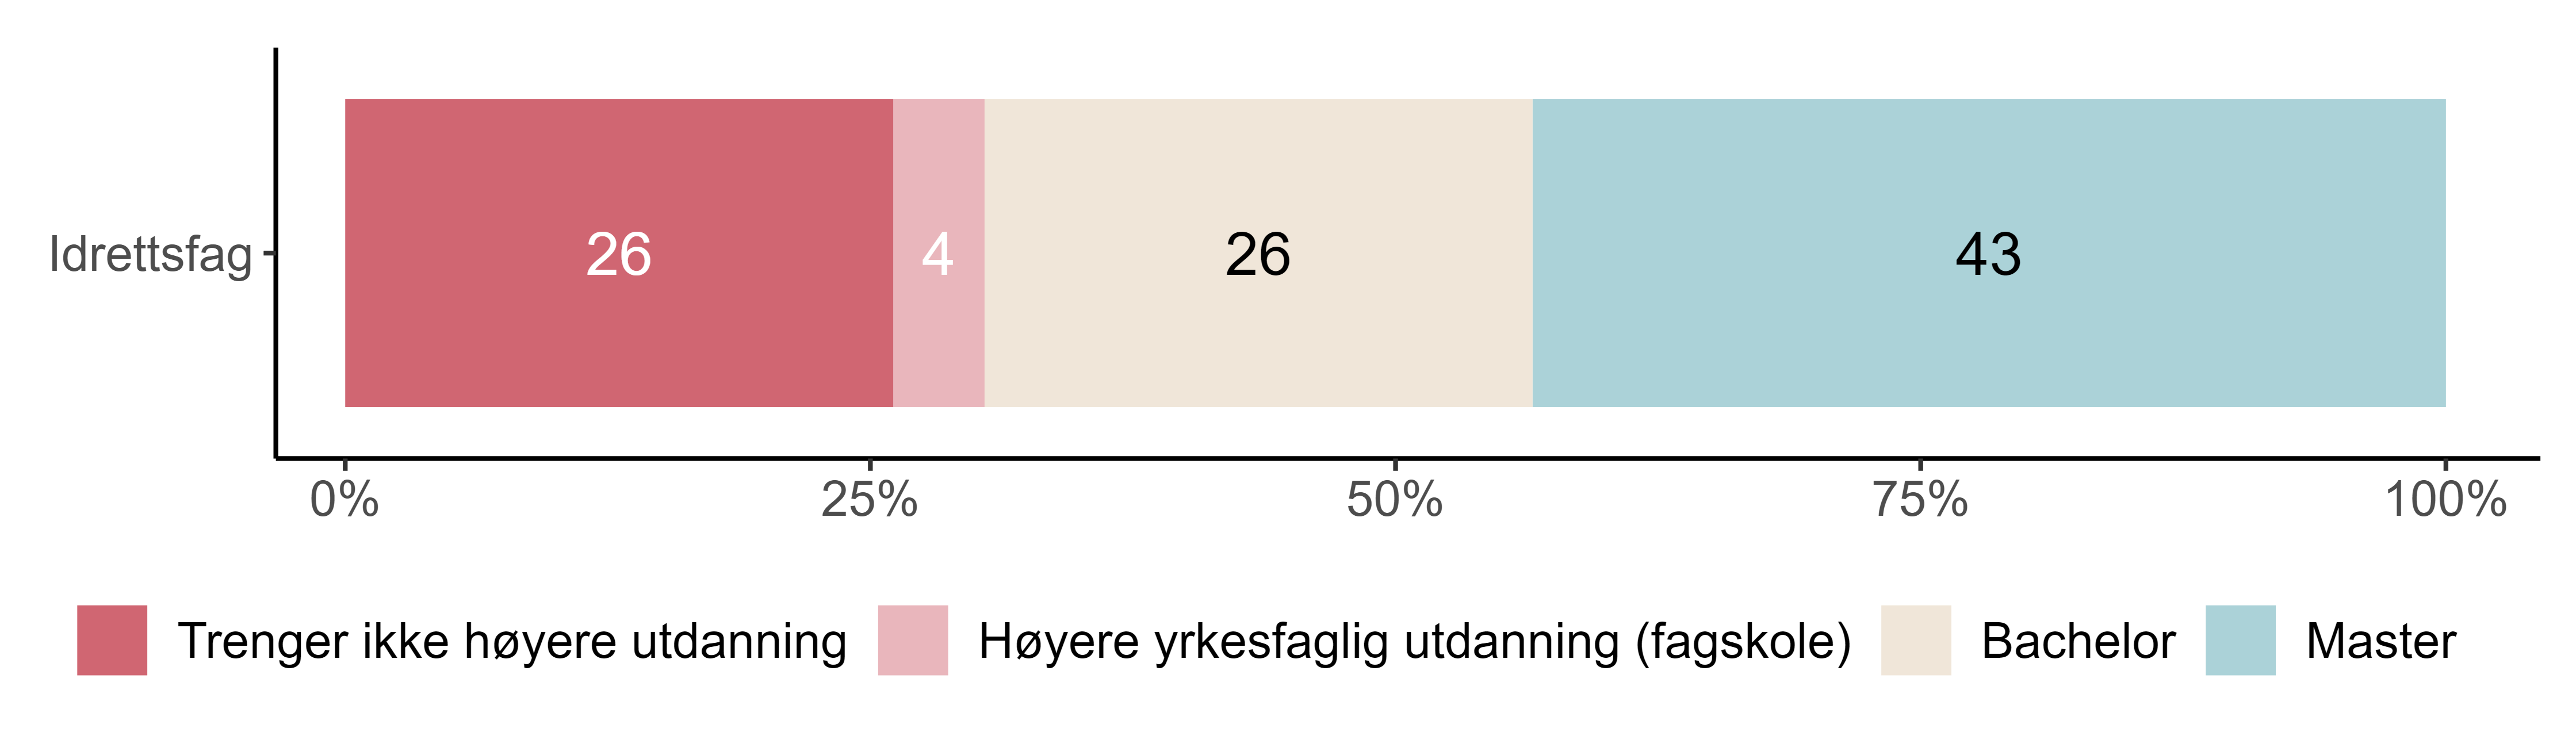 Idrettsfag 26 4 26 43
0% 25% 50% 75% 100%
Trenger ikke høyere utdanning Høyere yrkesfaglig utdanning (fagskole) Bachelor Master